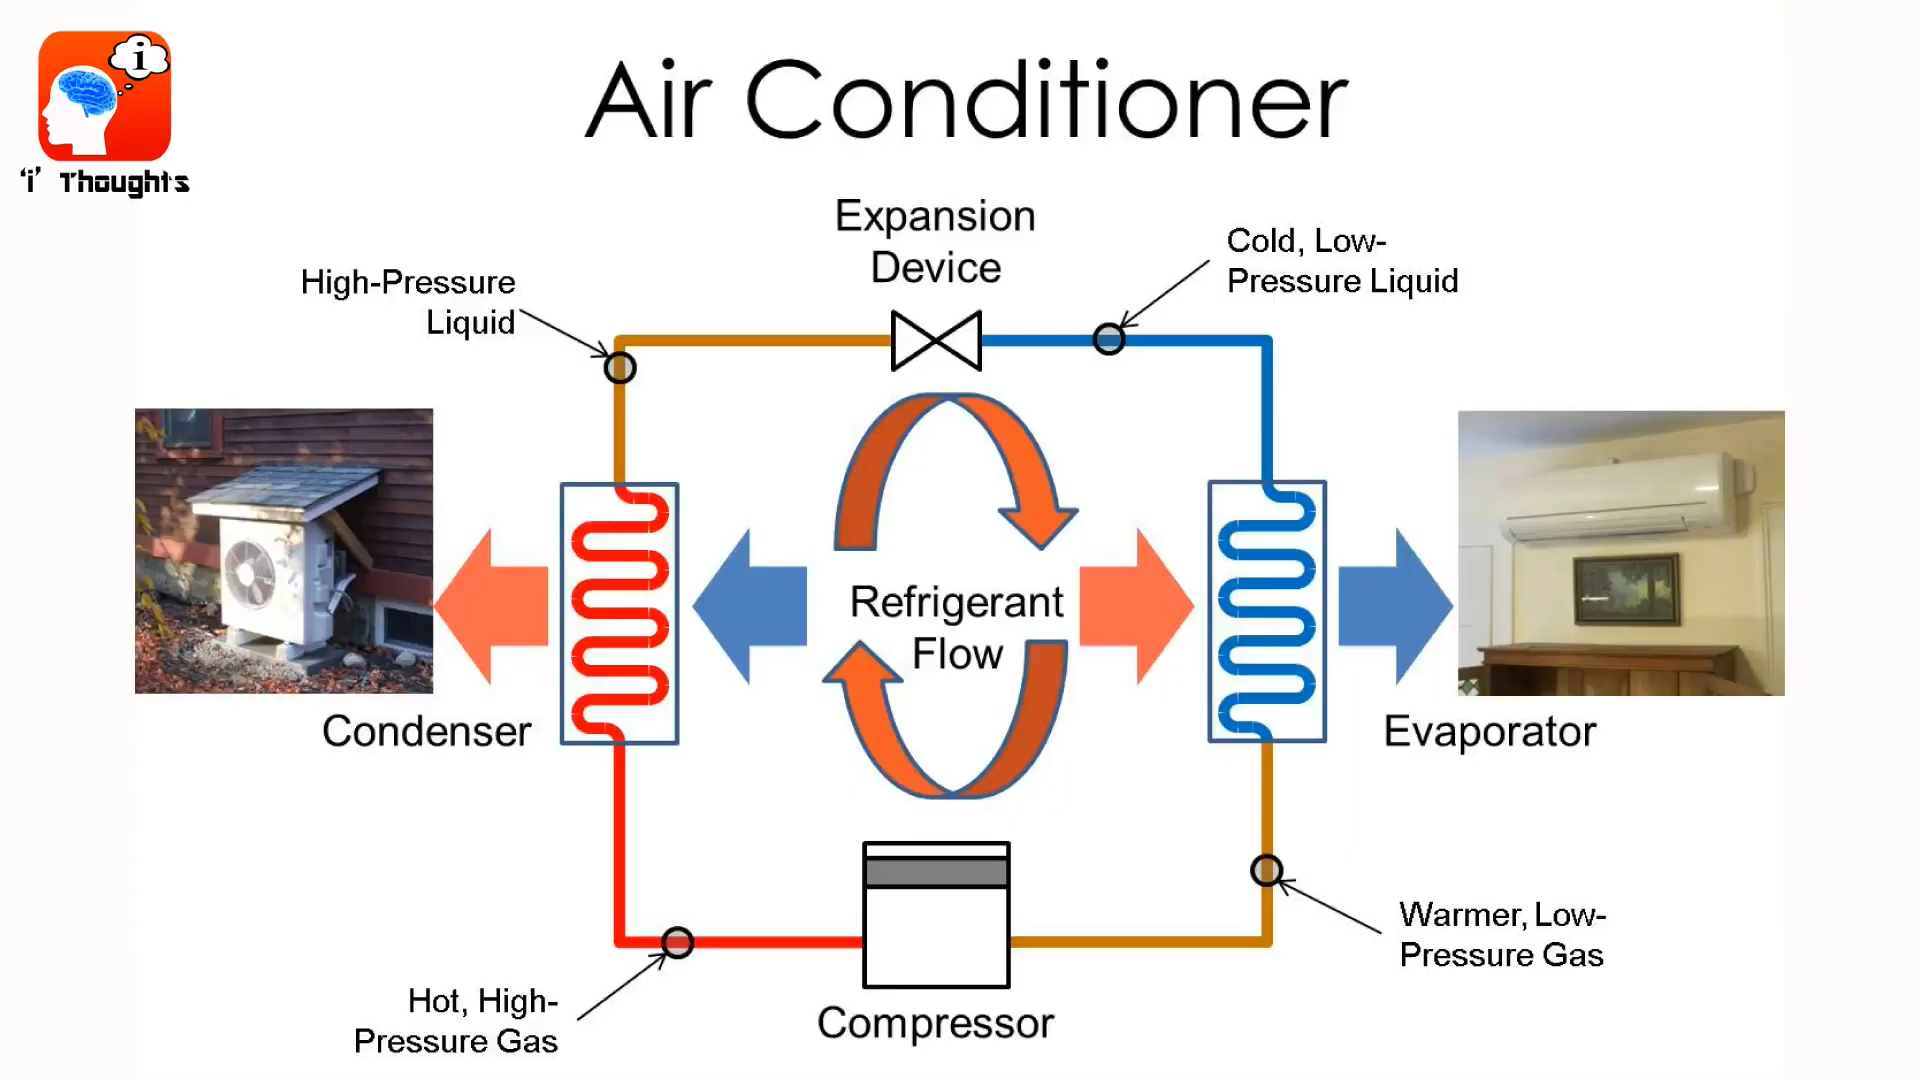 i
'i' Thoughts
Air Conditioner
Expansion
Device
Cold, Low-
Pressure Liquid
High-Pressure
Liquid
Refrigerant
Flow
Condenser
Evaporator
Warmer, Low-
Pressure Gas
Hot, High-
Pressure Gas
Compressor